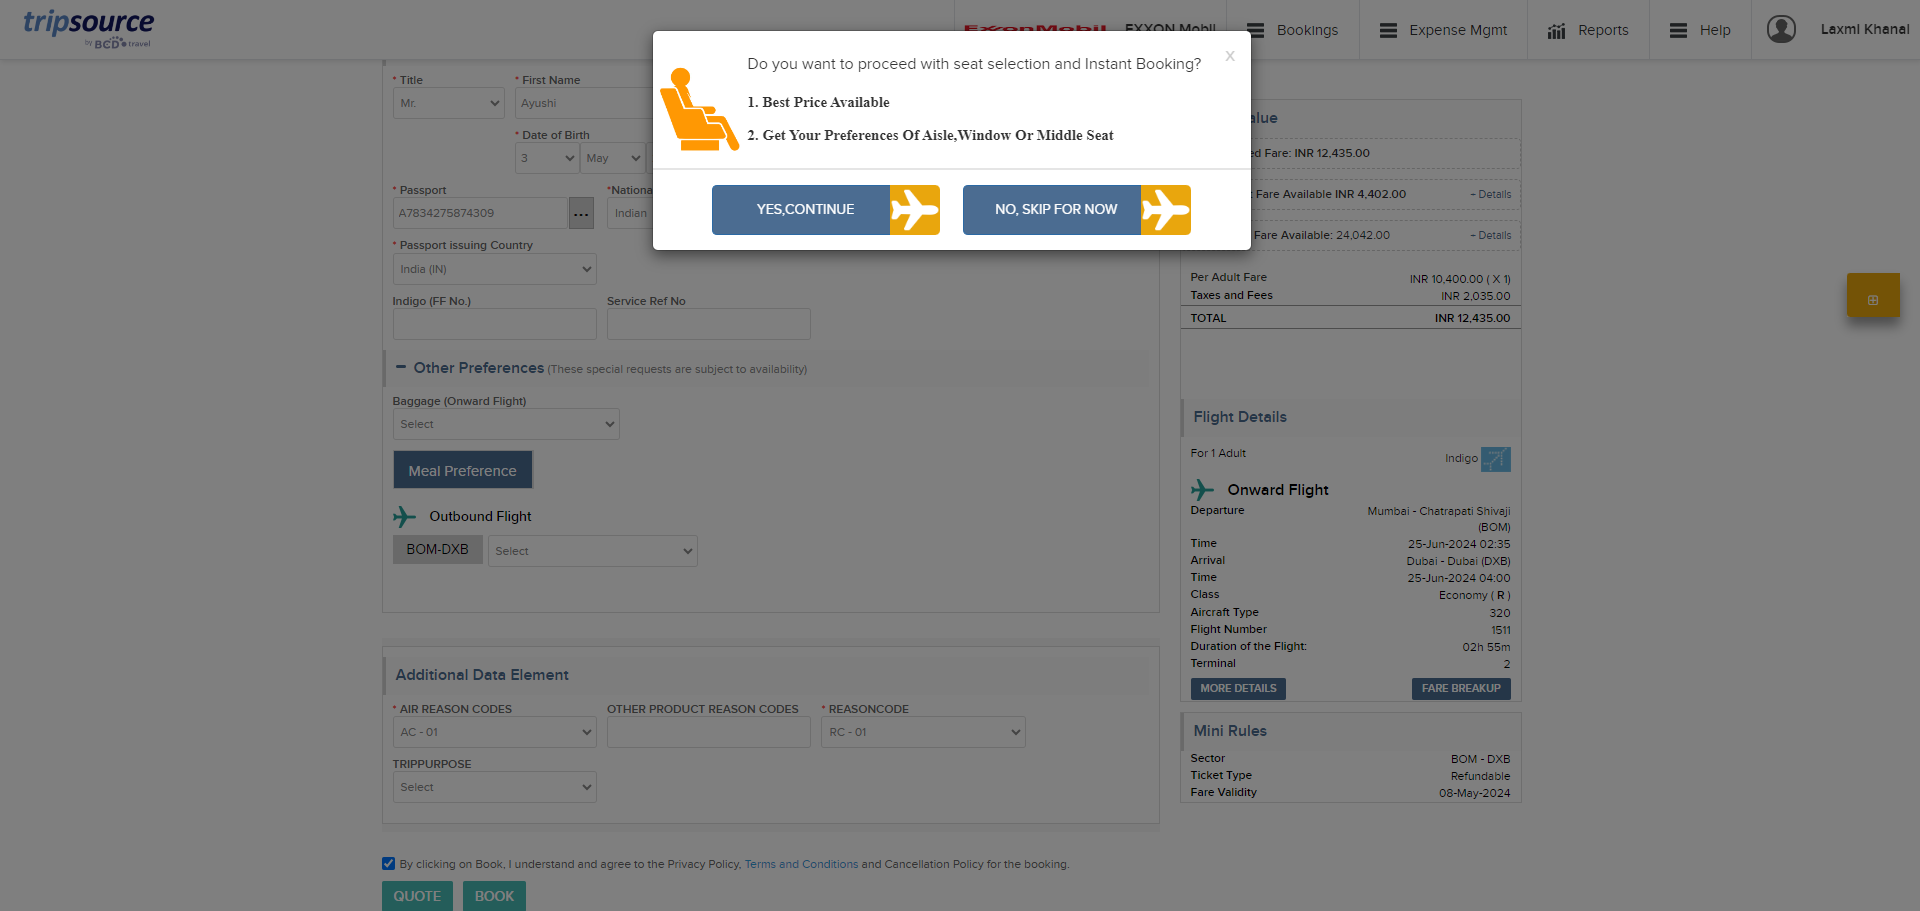 tripsource
by BCD travel
ExxonMobil
EXXON Mobil
Bookings
Expense Mgmt
Reports
Help
Laxmi Khanal
Do you want to proceed with seat selection and Instant Booking?
x
1. Best Price Available
2. Get Your Preferences Of Aisle,Window Or Middle Seat
YES,CONTINUE
NO, SKIP FOR NOW
* Title
* First Name
Mr.
Ayushi
* Date of Birth
3
May
* Passport
*Nationa
A7834275874309
...
Indian
* Passport issuing Country
India (IN)
Indigo (FF No.)
Service Ref No
− Other Preferences (These special requests are subject to availability)
Baggage (Onward Flight)
Select
Meal Preference
Outbound Flight
BOM-DXB
Select
Additional Data Element
* AIR REASON CODES
OTHER PRODUCT REASON CODES
* REASONCODE
AC - 01
RC - 01
TRIPPURPOSE
Select
By clicking on Book, I understand and agree to the Privacy Policy, Terms and Conditions and Cancellation Policy for the booking.
QUOTE
BOOK
alue
ed Fare: INR 12,435.00
Fare Available INR 4,402.00
- Details
Fare Available: 24,042.00
- Details
Per Adult Fare
INR 10,400.00 ( X 1)
Taxes and Fees
INR 2,035.00
TOTAL
INR 12,435.00
Flight Details
For 1 Adult
Indigo
Onward Flight
Departure
Mumbai - Chatrapati Shivaji
(BOM)
Time
25-Jun-2024 02:35
Arrival
Dubai - Dubai (DXB)
Time
25-Jun-2024 04:00
Class
Economy ( R )
Aircraft Type
320
Flight Number
1511
Duration of the Flight:
02h 55m
Terminal
2
MORE DETAILS
FARE BREAKUP
Mini Rules
Sector
BOM - DXB
Ticket Type
Refundable
Fare Validity
08-May-2024